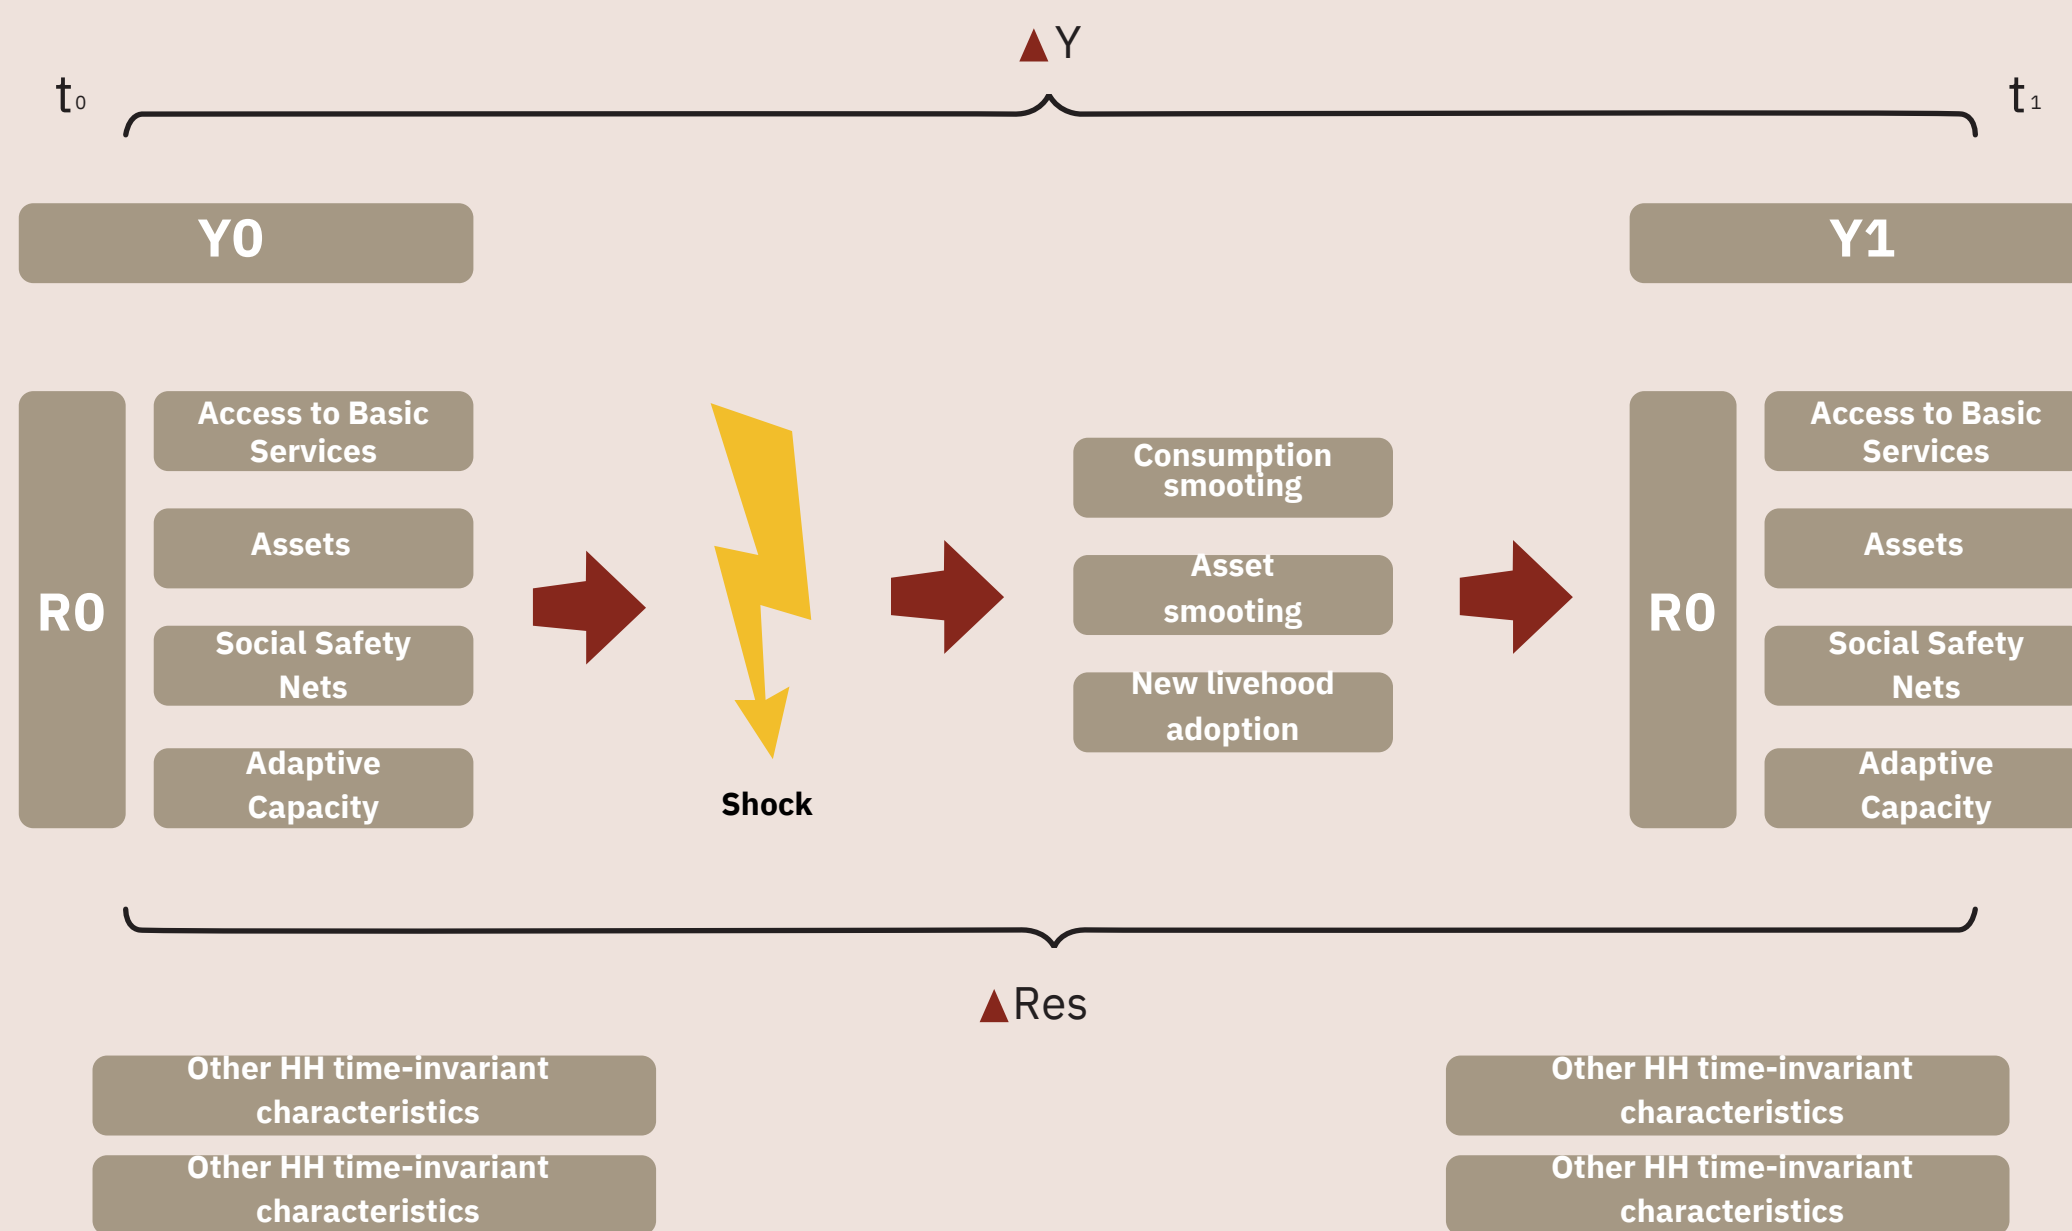 ▲Y
t0
t1
Y0
Y1
R0
Access to Basic
Services
Assets
Social Safety
Nets
Adaptive
Capacity
Shock
Consumption
smooting
Asset
smooting
New livehood
adoption
R0
Access to Basic
Services
Assets
Social Safety
Nets
Adaptive
Capacity
▲Res
Other HH time-invariant
characteristics
Other HH time-invariant
characteristics
Other HH time-invariant
characteristics
Other HH time-invariant
characteristics